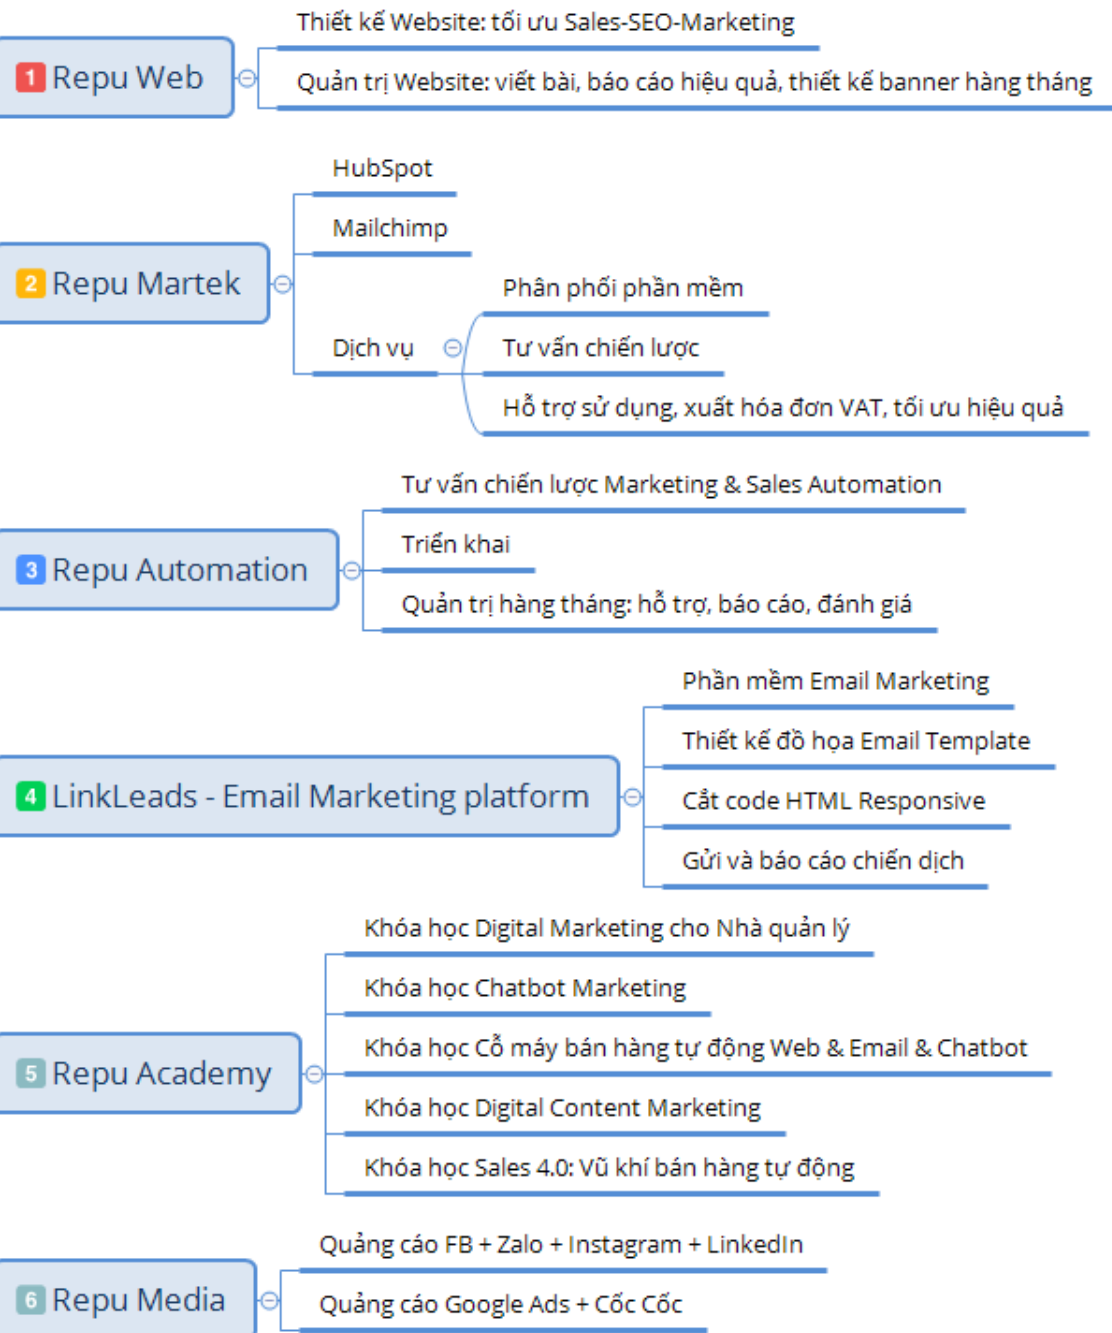 Thiết kế Website: tối ưu Sales-SEO-Marketing
1 Repu Web
Quản trị Website: viết bài, báo cáo hiệu quả, thiết kế banner hàng tháng
HubSpot
Mailchimp
2 Repu Martek
Phân phối phần mềm
Dịch vụ
Tư vấn chiến lược
Hỗ trợ sử dụng, xuất hóa đơn VAT, tối ưu hiệu quả
Tư vấn chiến lược Marketing & Sales Automation
Triển khai
3 Repu Automation
Quản trị hàng tháng: hỗ trợ, báo cáo, đánh giá
Phần mềm Email Marketing
Thiết kế đồ họa Email Template
4 LinkLeads - Email Marketing platform
Cắt code HTML Responsive
Gửi và báo cáo chiến dịch
Khóa học Digital Marketing cho Nhà quản lý
Khóa học Chatbot Marketing
Khóa học Cỗ máy bán hàng tự động Web & Email & Chatbot
5 Repu Academy
Khóa học Digital Content Marketing
Khóa học Sales 4.0: Vũ khí bán hàng tự động
Quảng cáo FB + Zalo + Instagram + LinkedIn
6 Repu Media
Quảng cáo Google Ads + Cốc Cốc